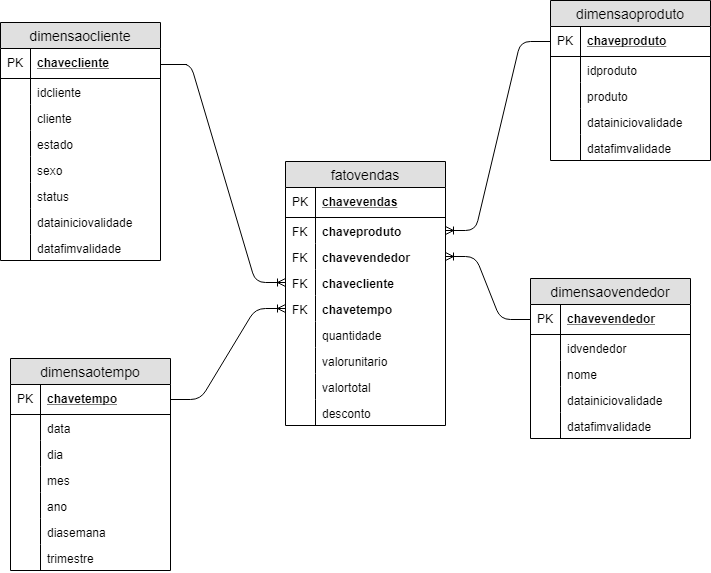 dimensaocliente
PK chavecliente
idcliente
cliente
estado
sexo
status
datainiciovalidade
datafimvalidade
dimensaoproduto
PK chaveproduto
idproduto
produto
datainiciovalidade
datafimvalidade
fatovendas
PK chavevendas
FK chaveproduto
FK chavevendedor
FK chavecliente
FK chavetempo
quantidade
valorunitario
valortotal
desconto
dimensaovendedor
PK chavevendedor
idvendedor
nome
datainiciovalidade
datafimvalidade
dimensaotempo
PK chavetempo
data
dia
mes
ano
diasemana
trimestre